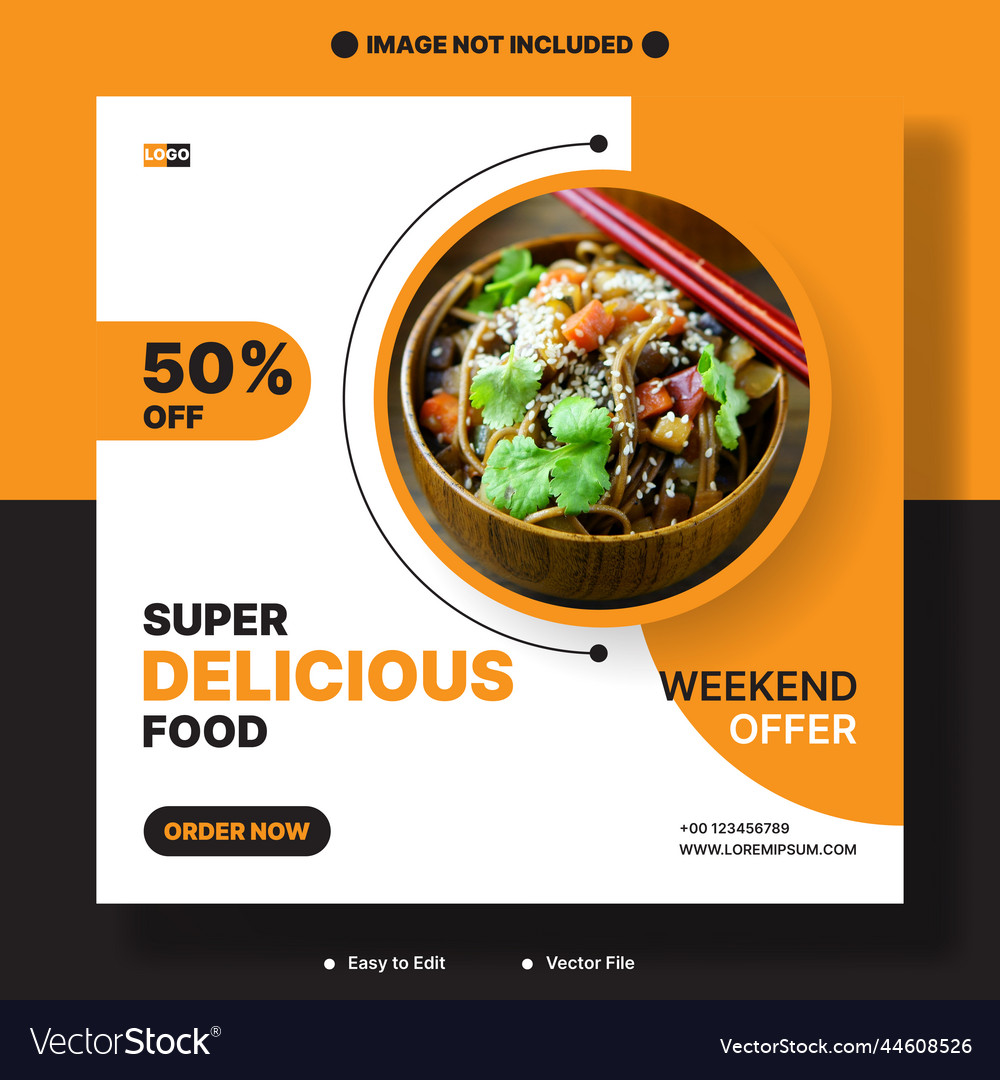 IMAGE NOT INCLUDED
LOGO
50%
OFF
SUPER
DELICIOUS
FOOD
WEEKEND
OFFER
ORDER NOW
+00 123456789
WWW.LOREMIPSUM.COM
Easy to Edit
Vector File
VectorStock®
VectorStock.com/44608526